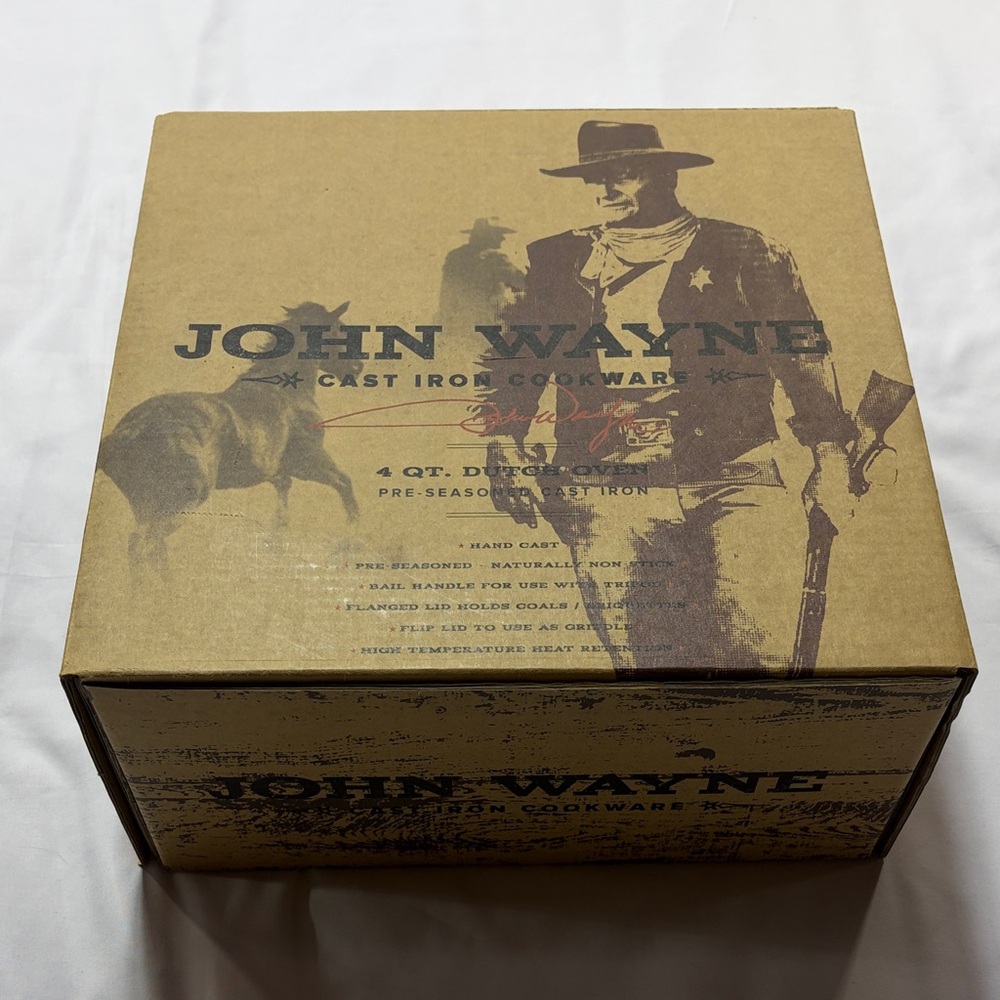 JOHN WAYNE
CAST IRON COOKWARE
John Wayne
4 QT. DUTCH OVEN
PRE-SEASONED CAST IRON
★ HAND CAST
★ PRE-SEASONED - NATURALLY NON STICK
★ BAIL HANDLE FOR USE WITH TRIPOD
★ FLANGED LID HOLDS COALS / BRIQUETTES
★ FLIP LID TO USE AS GRIDDLE
★ HIGH TEMPERATURE HEAT RETENTION
JOHN WAYNE
CAST IRON COOKWARE